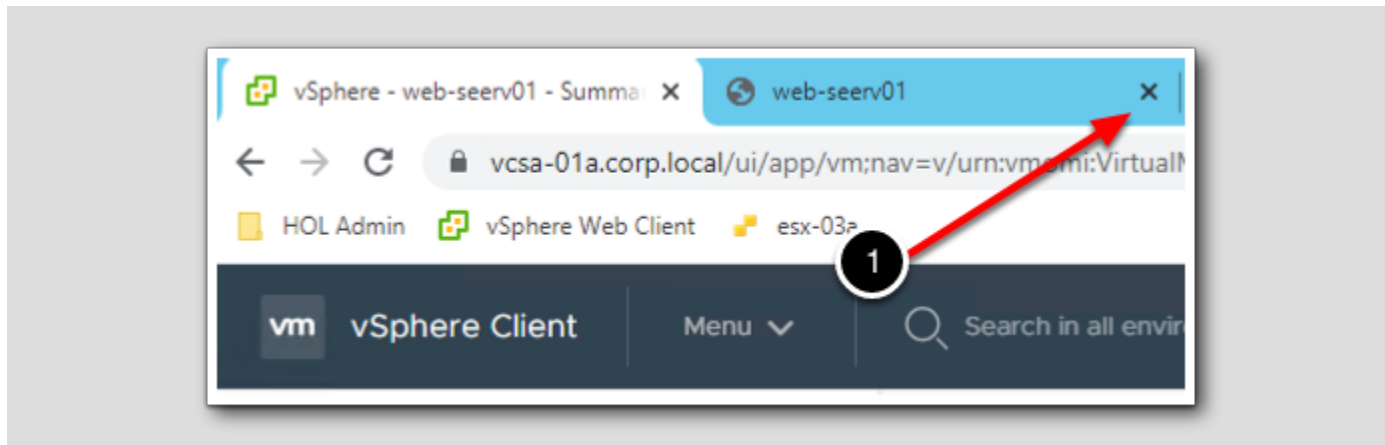 vSphere - web-seerv01 - Summa web-seerv01
vcsa-01a.corp.local/ui/app/vm;nav=v/urn:vmomi:VirtualM
HOL Admin vSphere Web Client esx-03a
1
vm vSphere Client Menu Search in all envir